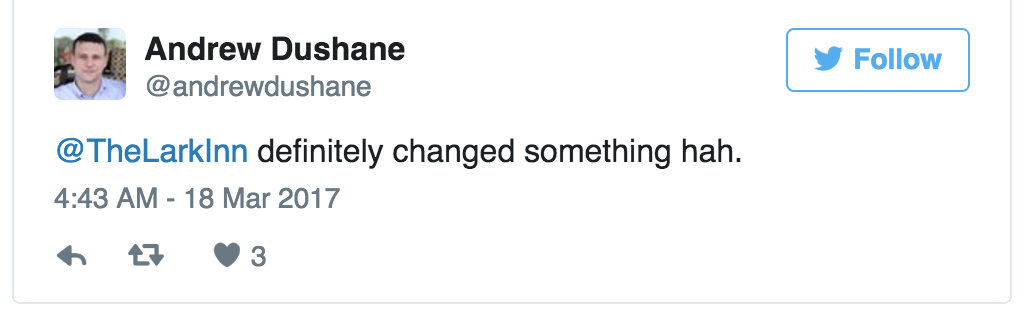 Andrew Dushane
@andrewdushane
Follow
@TheLarkInn definitely changed something hah.
4:43 AM - 18 Mar 2017
3